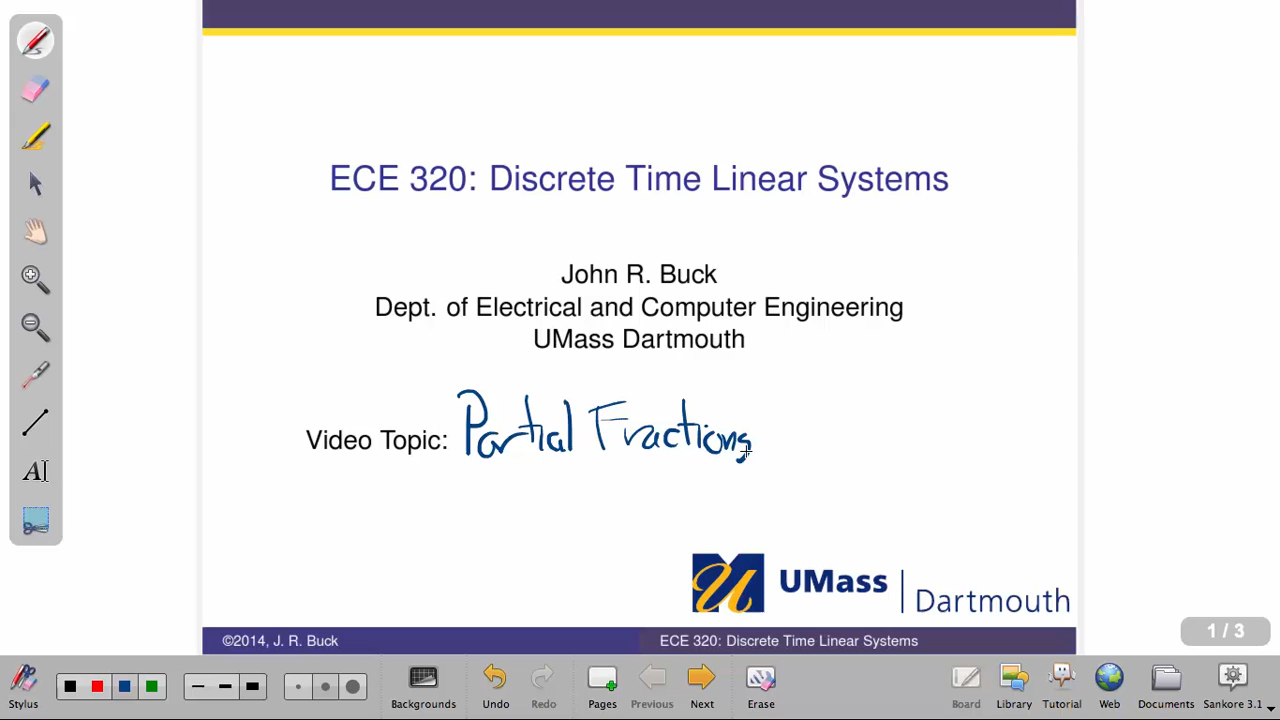 ECE 320: Discrete Time Linear Systems
John R. Buck
Dept. of Electrical and Computer Engineering
UMass Dartmouth
Video Topic: Partial Fractions
UMass | Dartmouth
©2014, J. R. Buck
ECE 320: Discrete Time Linear Systems
1 / 3
Stylus
Backgrounds
Undo
Redo
Pages
Previous
Next
Erase
Board
Library
Tutorial
Web
Documents
Sankore 3.1